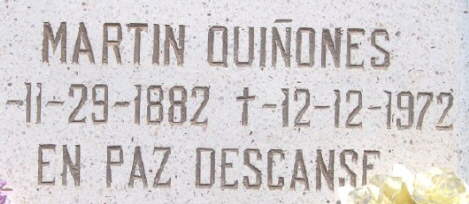 MARTIN QUIÑONES
-11-29-1882 †-12-12-1972
EN PAZ DESCANSE